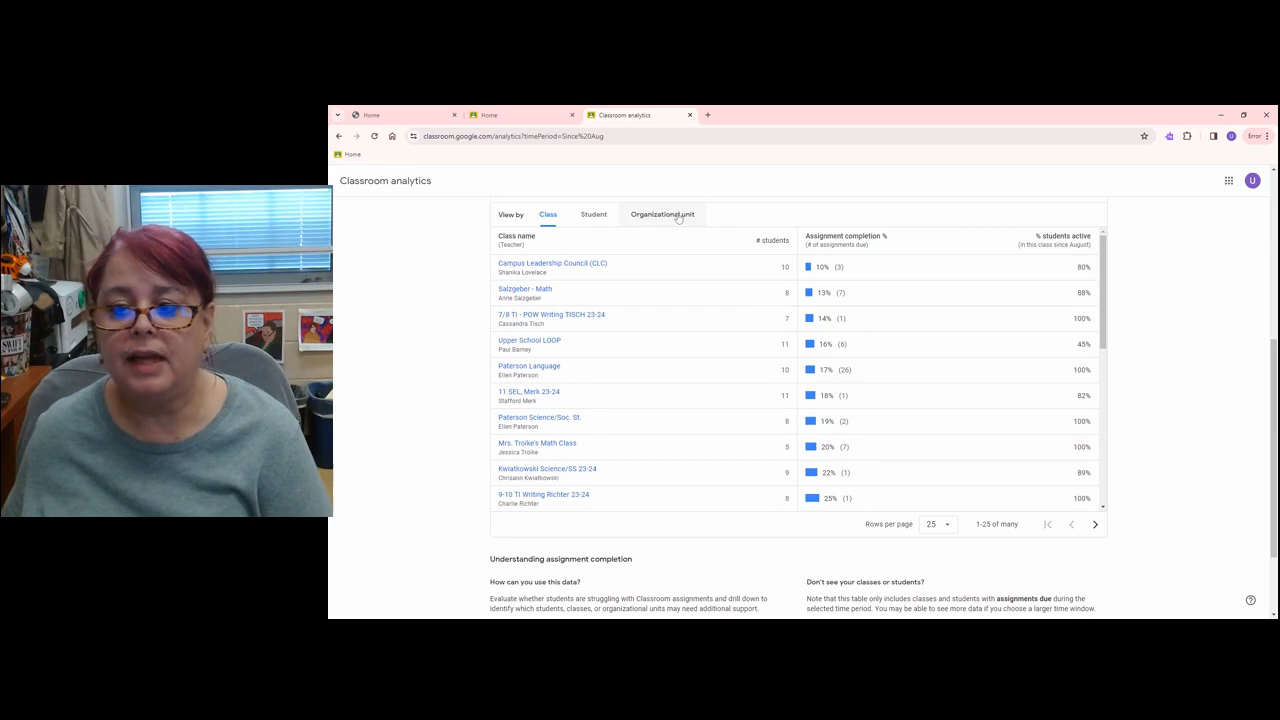 Home
Home
Classroom analytics
classroom.google.com/analytics?timePeriod=Since%20Aug
Error
U
Home
Classroom analytics
U
View by Class Student Organizational unit
Class name
(Teacher)
# students
Assignment completion %
(# of assignments due)
% students active
(in this class since August)
Campus Leadership Council (CLC)
Shanika Lovelace
10 10% (3) 80%
Salzgeber - Math
Anne Salzgeber
8 13% (7) 88%
7/8 TI - POW Writing TISCH 23-24
Cassandra Tisch
7 14% (1) 100%
Upper School LOOP
Paul Barney
11 16% (6) 45%
Paterson Language
Ellen Paterson
10 17% (26) 100%
11 SEL, Merk 23-24
Stafford Merk
11 18% (1) 82%
Paterson Science/Soc. St.
Ellen Paterson
8 19% (2) 100%
Mrs. Troike's Math Class
Jessica Troike
5 20% (7) 100%
Kwiatkowski Science/SS 23-24
Chrisann Kwiatkowski
9 22% (1) 89%
9-10 TI Writing Richter 23-24
Charlie Richter
8 25% (1) 100%
Rows per page 25 1-25 of many
Understanding assignment completion
How can you use this data?
Evaluate whether students are struggling with Classroom assignments and drill down to
identify which students, classes, or organizational units may need additional support.
Don't see your classes or students?
Note that this table only includes classes and students with assignments due during the
selected time period. You may be able to see more data if you choose a larger time window.
SWIFT